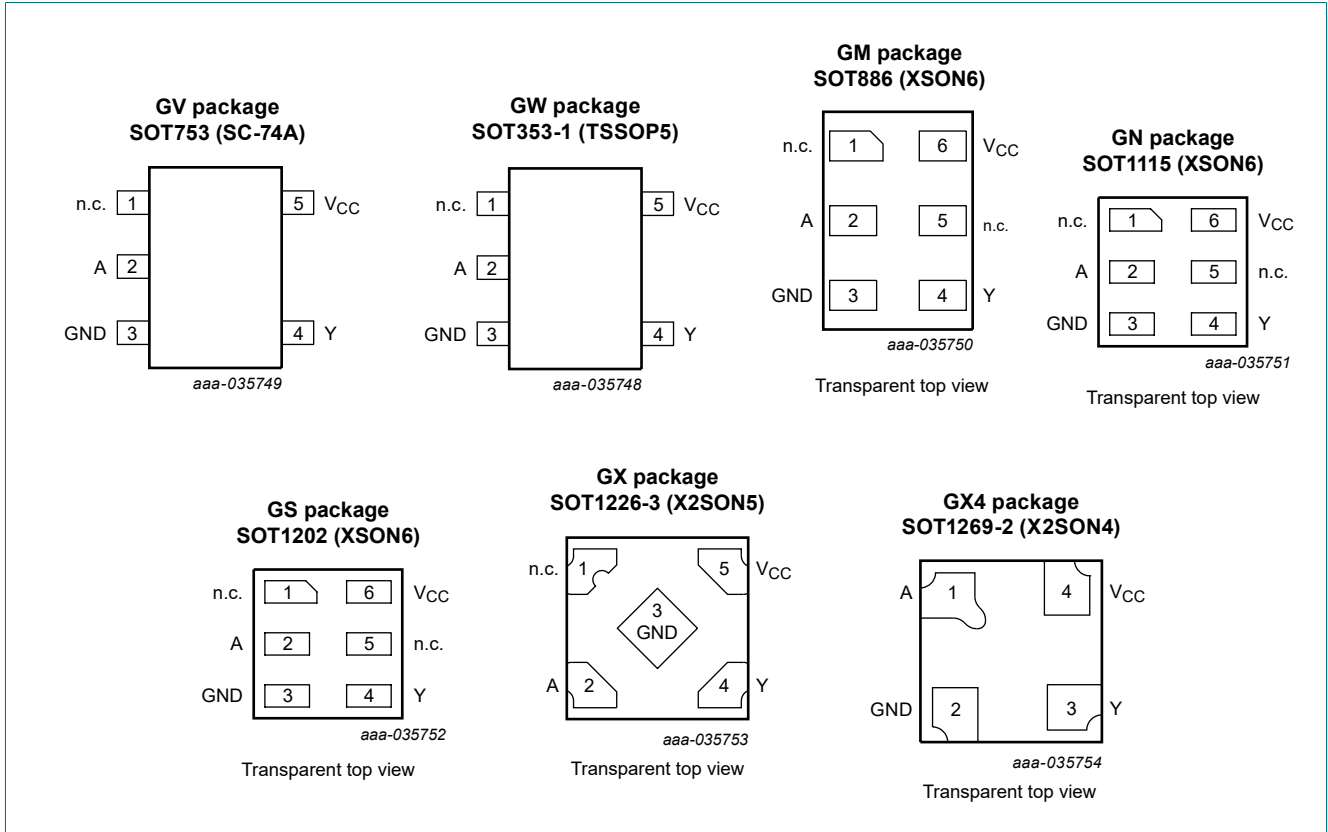 GV package
SOT753 (SC-74A)
n.c. 1
5 VCC
A 2
GND 3
4 Y
aaa-035749
GW package
SOT353-1 (TSSOP5)
n.c. 1
5 VCC
A 2
GND 3
4 Y
aaa-035748
GM package
SOT886 (XSON6)
n.c. 1 6 VCC
A 2 5 n.c.
GND 3 4 Y
aaa-035750
Transparent top view
GN package
SOT1115 (XSON6)
n.c. 1 6 VCC
A 2 5 n.c.
GND 3 4 Y
aaa-035751
Transparent top view
GS package
SOT1202 (XSON6)
n.c. 1 6 VCC
A 2 5 n.c.
GND 3 4 Y
aaa-035752
Transparent top view
GX package
SOT1226-3 (X2SON5)
n.c. 1 5 VCC
3
GND
A 2 4 Y
aaa-035753
Transparent top view
GX4 package
SOT1269-2 (X2SON4)
A 1 4 VCC
GND 2 3 Y
aaa-035754
Transparent top view